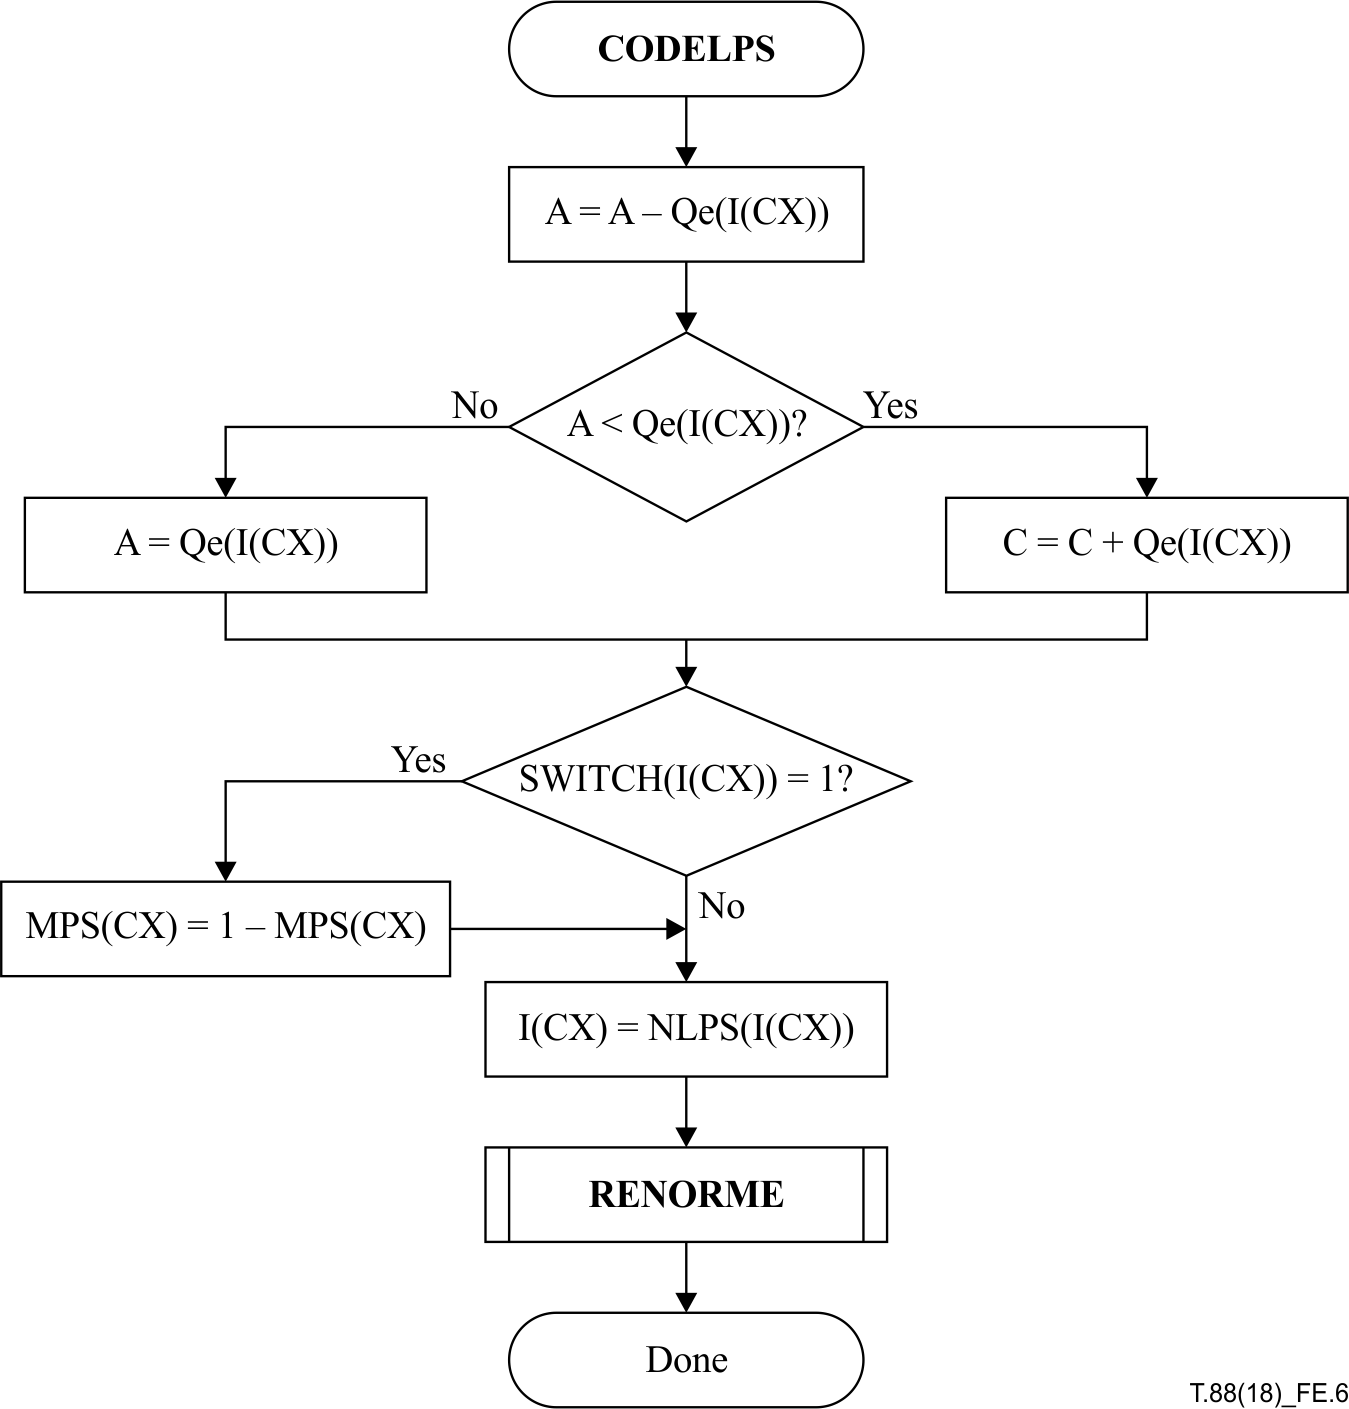 CODELPS
A = A – Qe(I(CX))
No
A < Qe(I(CX))?
Yes
A = Qe(I(CX))
C = C + Qe(I(CX))
Yes
SWITCH(I(CX)) = 1?
No
MPS(CX) = 1 – MPS(CX)
I(CX) = NLPS(I(CX))
RENORME
Done
T.88(18)_FE.6